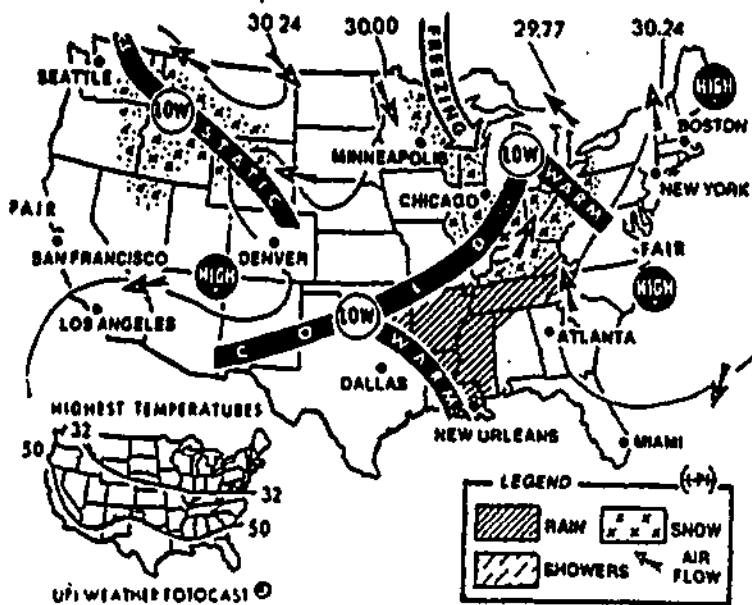 30.24 30.00 29.77 30.24
FREEZING
SEATTLE
HIGH
LOW
STATIC
BOSTON
MINNEAPOLIS
LOW
WARM
NEW YORK
CHICAGO
FAIR
FAIR
SAN FRANCISCO
DENVER
HIGH
HIGH
LOS ANGELES
COLD
LOW
WARM
ATLANTA
DALLAS
NEW ORLEANS
MIAMI
HIGHEST TEMPERATURES
32
50
32
50
UPI WEATHER FOTOCAST
LEGEND
RAIN
SNOW
SHOWERS
AIR
FLOW